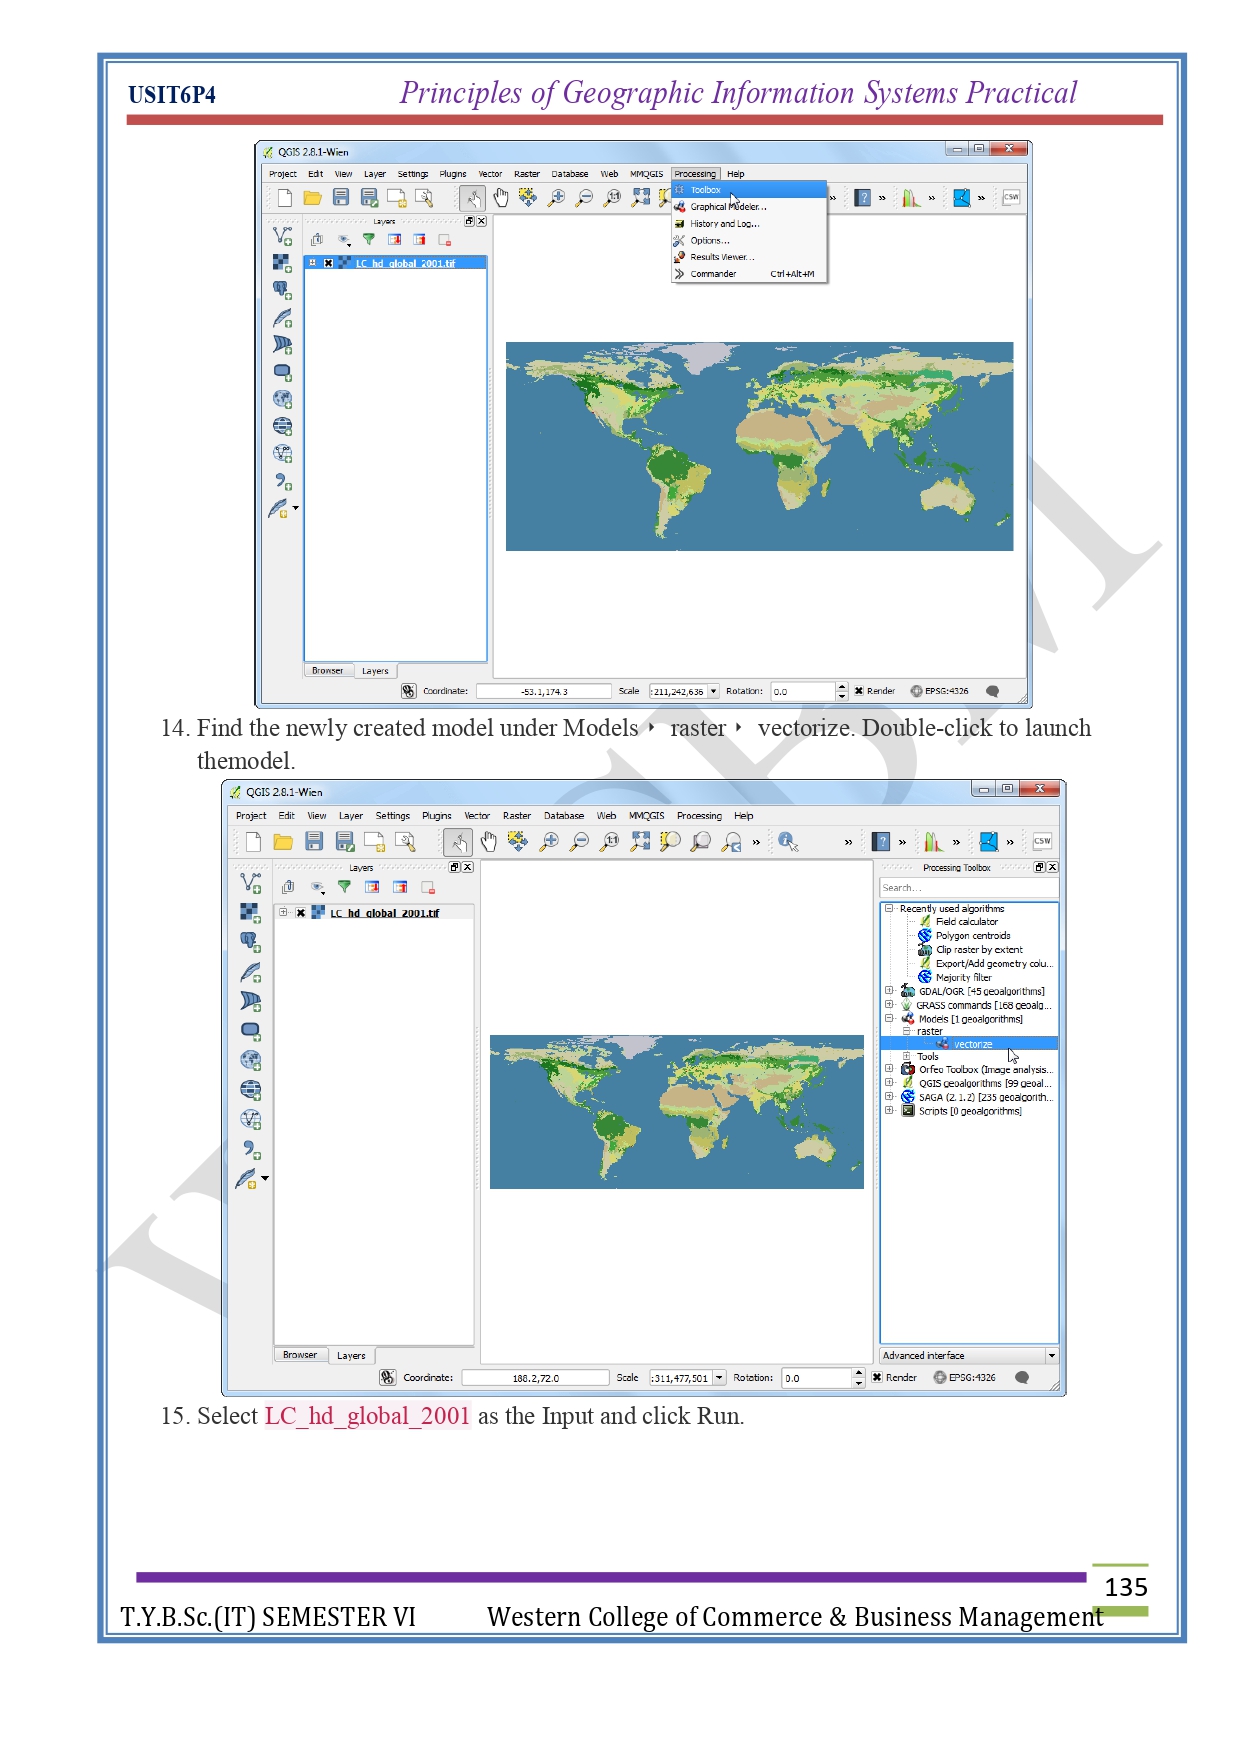 USIT6P4 Principles of Geographic Information Systems Practical
QGIS 2.8.1-Wien
Project Edit View Layer Settings Plugins Vector Raster Database Web MMQGIS Processing Help
Toolbox
Graphical Modeler...
History and Log...
Options...
Results Viewer...
Commander Ctrl+Alt+M
CSW
Layers
LC_hd_global_2001.tif
Browser Layers
Coordinate: -53.1,174.3 Scale :211,242,636 Rotation: 0.0 Render EPSG:4326
14. Find the newly created model under Models ‣ raster ‣ vectorize. Double-click to launch
themodel.
QGIS 2.8.1-Wien
Project Edit View Layer Settings Plugins Vector Raster Database Web MMQGIS Processing Help
CSW
Layers
LC_hd_global_2001.tif
Processing Toolbox
Search...
Recently used algorithms
Field calculator
Polygon centroids
Clip raster by extent
Export/Add geometry colu...
Majority filter
GDAL/OGR [45 geoalgorithms]
GRASS commands [168 geoalg...
Models [1 geoalgorithms]
raster
vectorize
Tools
Orfeo Toolbox (Image analysis...
QGIS geoalgorithms [99 geoal...
SAGA (2.1.2) [235 geoalgorith...
Scripts [0 geoalgorithms]
Advanced interface
Browser Layers
Coordinate: 188.2,72.0 Scale :311,477,501 Rotation: 0.0 Render EPSG:4326
15. Select LC_hd_global_2001 as the Input and click Run.
135
T.Y.B.Sc.(IT) SEMESTER VI Western College of Commerce & Business Management